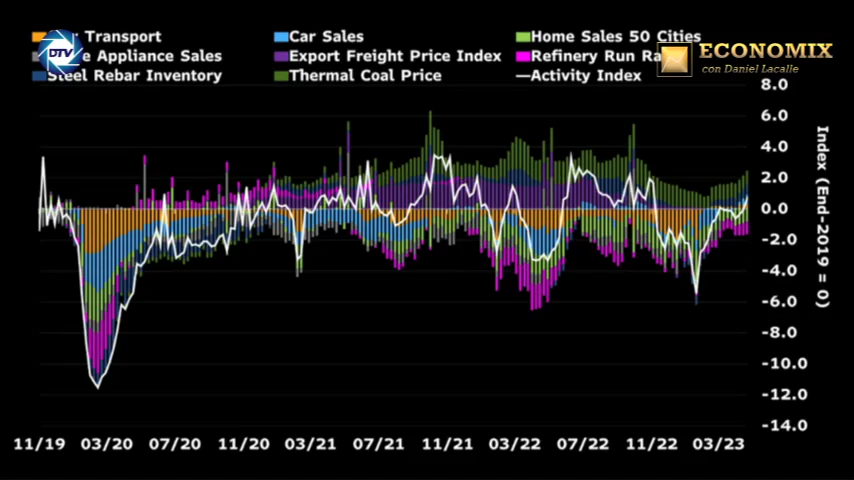 Transport
Car Sales
Home Sales 50 Cities
Appliance Sales
Export Freight Price Index
Refinery Run
Steel Rebar Inventory
Thermal Coal Price
Activity Index
DTV
ECONOMIX
con Daniel Lacalle
8.0
6.0
4.0
2.0
0.0
-2.0
-4.0
-6.0
-8.0
-10.0
-12.0
-14.0
Index (End-2019 = 0)
11/19 03/20 07/20 11/20 03/21 07/21 11/21 03/22 07/22 11/22 03/23